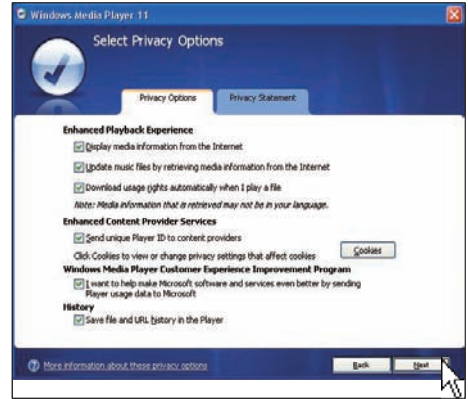 Windows Media Player 11
Select Privacy Options
Privacy Options
Privacy Statement
Enhanced Playback Experience
Display media information from the Internet
Update music files by retrieving media information from the Internet
Download usage rights automatically when I play a file
Note: Media information that is retrieved may not be in your language.
Enhanced Content Provider Services
Send unique Player ID to content providers
Click Cookies to view or change privacy settings that affect cookies
Cookies
Windows Media Player Customer Experience Improvement Program
I want to help make Microsoft software and services even better by sending
Player usage data to Microsoft
History
Save file and URL history in the Player
More information about these privacy options
Back
Next